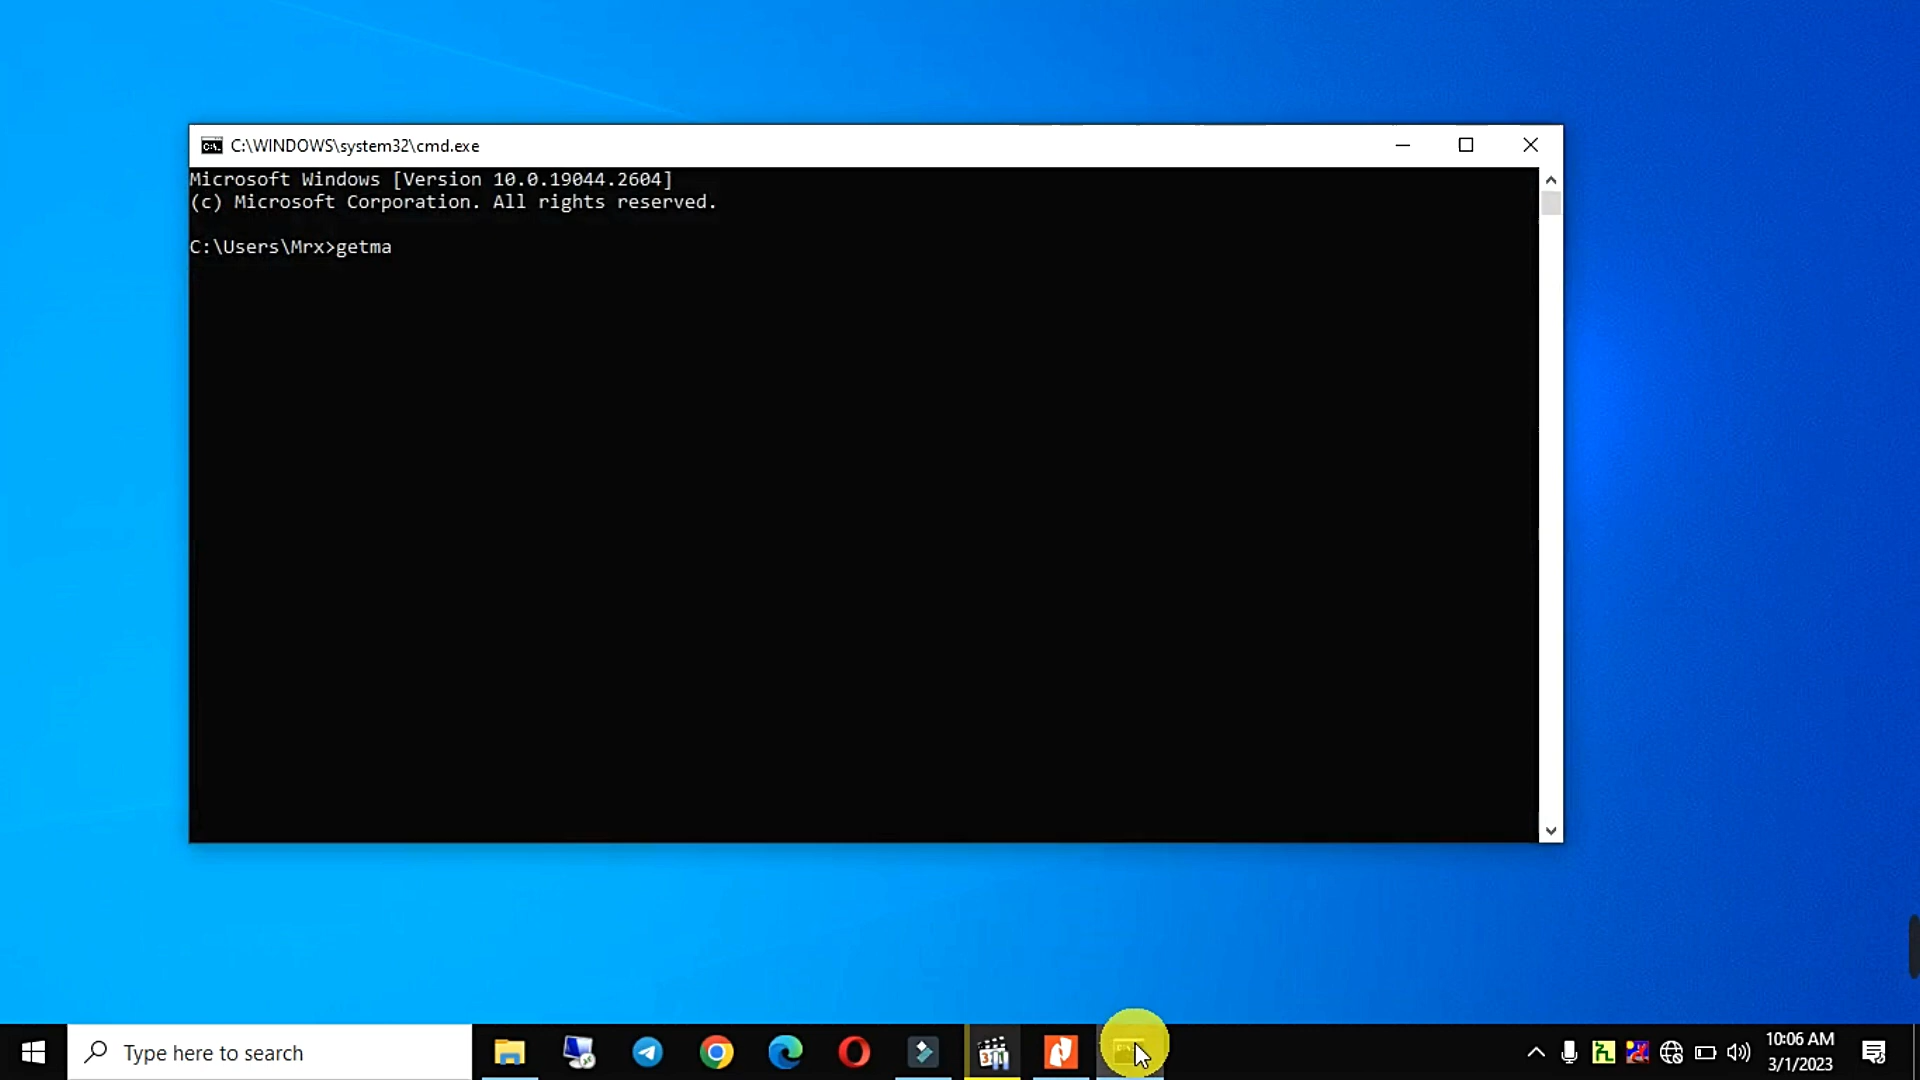 C:\WINDOWS\system32\cmd.exe
Microsoft Windows [Version 10.0.19044.2604]
(c) Microsoft Corporation. All rights reserved.
C:\Users\Mrx>getma
Type here to search
10:06 AM
3/1/2023